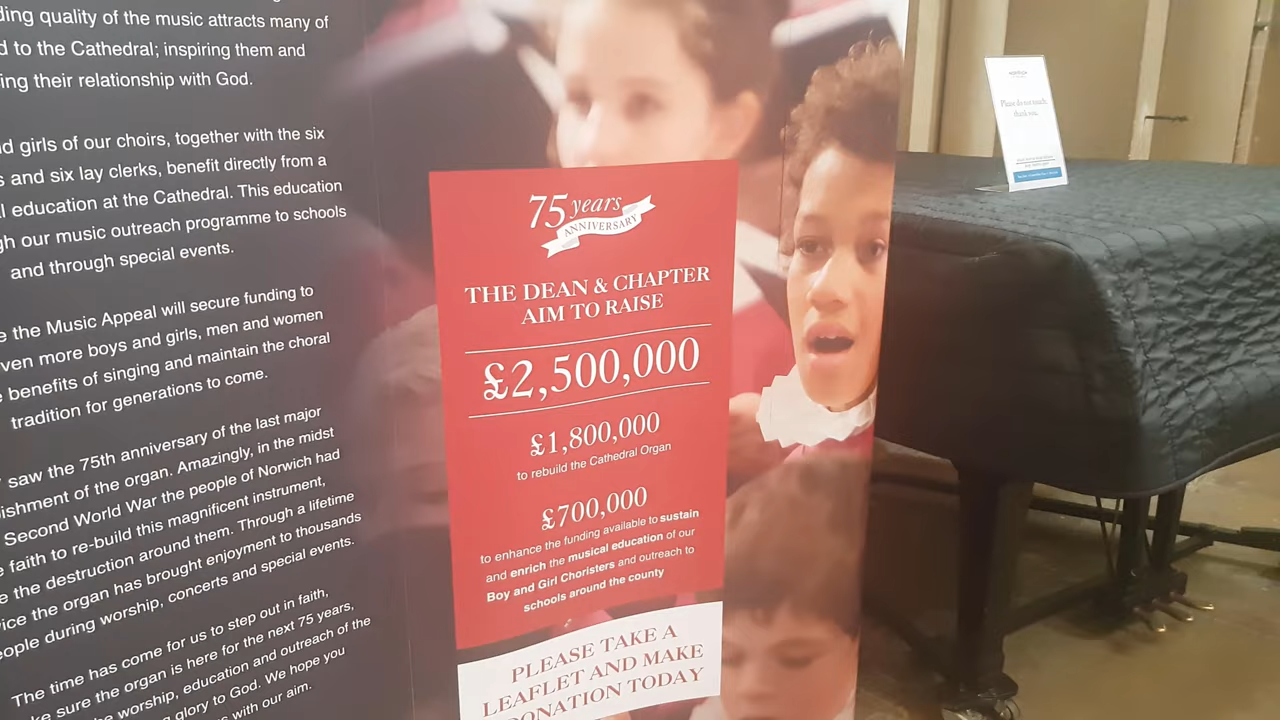 ding quality of the music attracts many of
d to the Cathedral; inspiring them and
ing their relationship with God.
d girls of our choirs, together with the six
s and six lay clerks, benefit directly from a
l education at the Cathedral. This education
gh our music outreach programme to schools
and through special events.
e the Music Appeal will secure funding to
ven more boys and girls, men and women
benefits of singing and maintain the choral
tradition for generations to come.
saw the 75th anniversary of the last major
ishment of the organ. Amazingly, in the midst
Second World War the people of Norwich had
faith to re-build this magnificent instrument,
e the destruction around them. Through a lifetime
ice the organ has brought enjoyment to thousands
eople during worship, concerts and special events.
The time has come for us to step out in faith,
ke sure the organ is here for the next 75 years,
worship, education and outreach of the
glory to God. We hope you
s with our aim.
75 years
ANNIVERSARY
THE DEAN & CHAPTER
AIM TO RAISE
£2,500,000
£1,800,000
to rebuild the Cathedral Organ
£700,000
to enhance the funding available to sustain
and enrich the musical education of our
Boy and Girl Choristers and outreach to
schools around the county
PLEASE TAKE A
LEAFLET AND MAKE
DONATION TODAY
Please do not touch,
thank you.